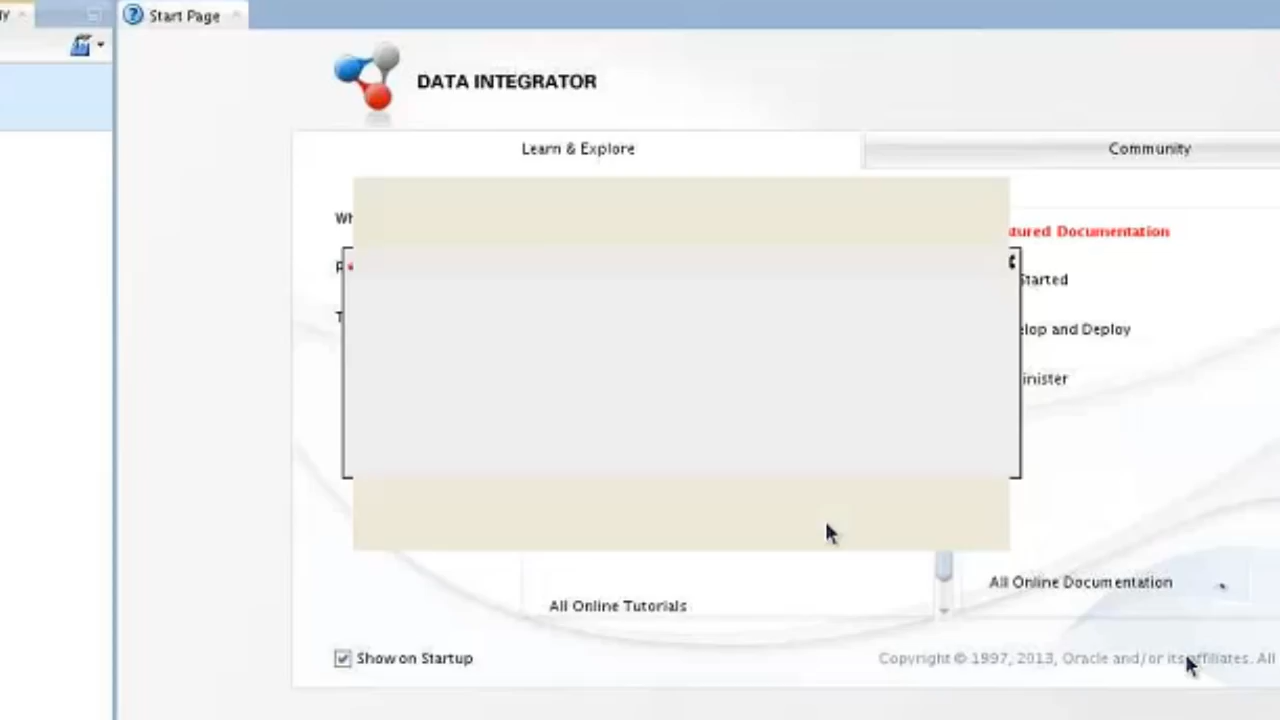 Start Page
DATA INTEGRATOR
Learn & Explore
Community
Wh
tured Documentation
Started
elop and Deploy
inister
All Online Documentation
All Online Tutorials
Show on Startup
Copyright © 1997, 2013, Oracle and/or its affiliates. All